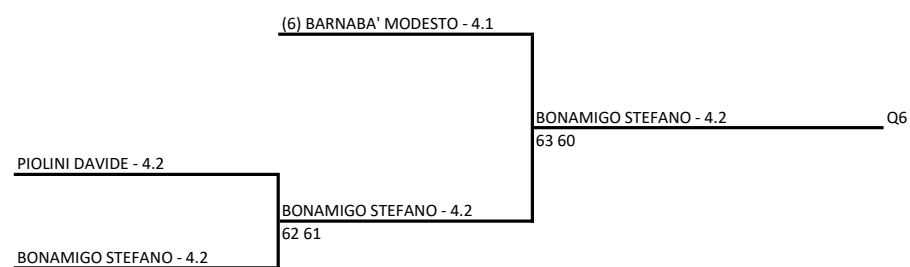 (6) BARNABA' MODESTO - 4.1
BONAMIGO STEFANO - 4.2
Q6
63 60
PIOLINI DAVIDE - 4.2
BONAMIGO STEFANO - 4.2
62 61
BONAMIGO STEFANO - 4.2